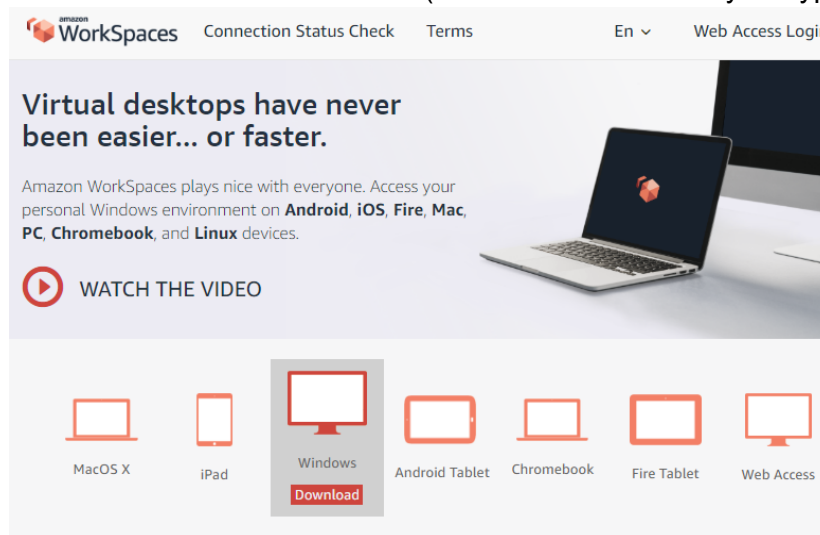 amazon
WorkSpaces Connection Status Check Terms En Web Access Login
Virtual desktops have never
been easier... or faster.
Amazon WorkSpaces plays nice with everyone. Access your
personal Windows environment on Android, iOS, Fire, Mac,
PC, Chromebook, and Linux devices.
WATCH THE VIDEO
MacOS X
iPad
Windows
Download
Android Tablet
Chromebook
Fire Tablet
Web Access